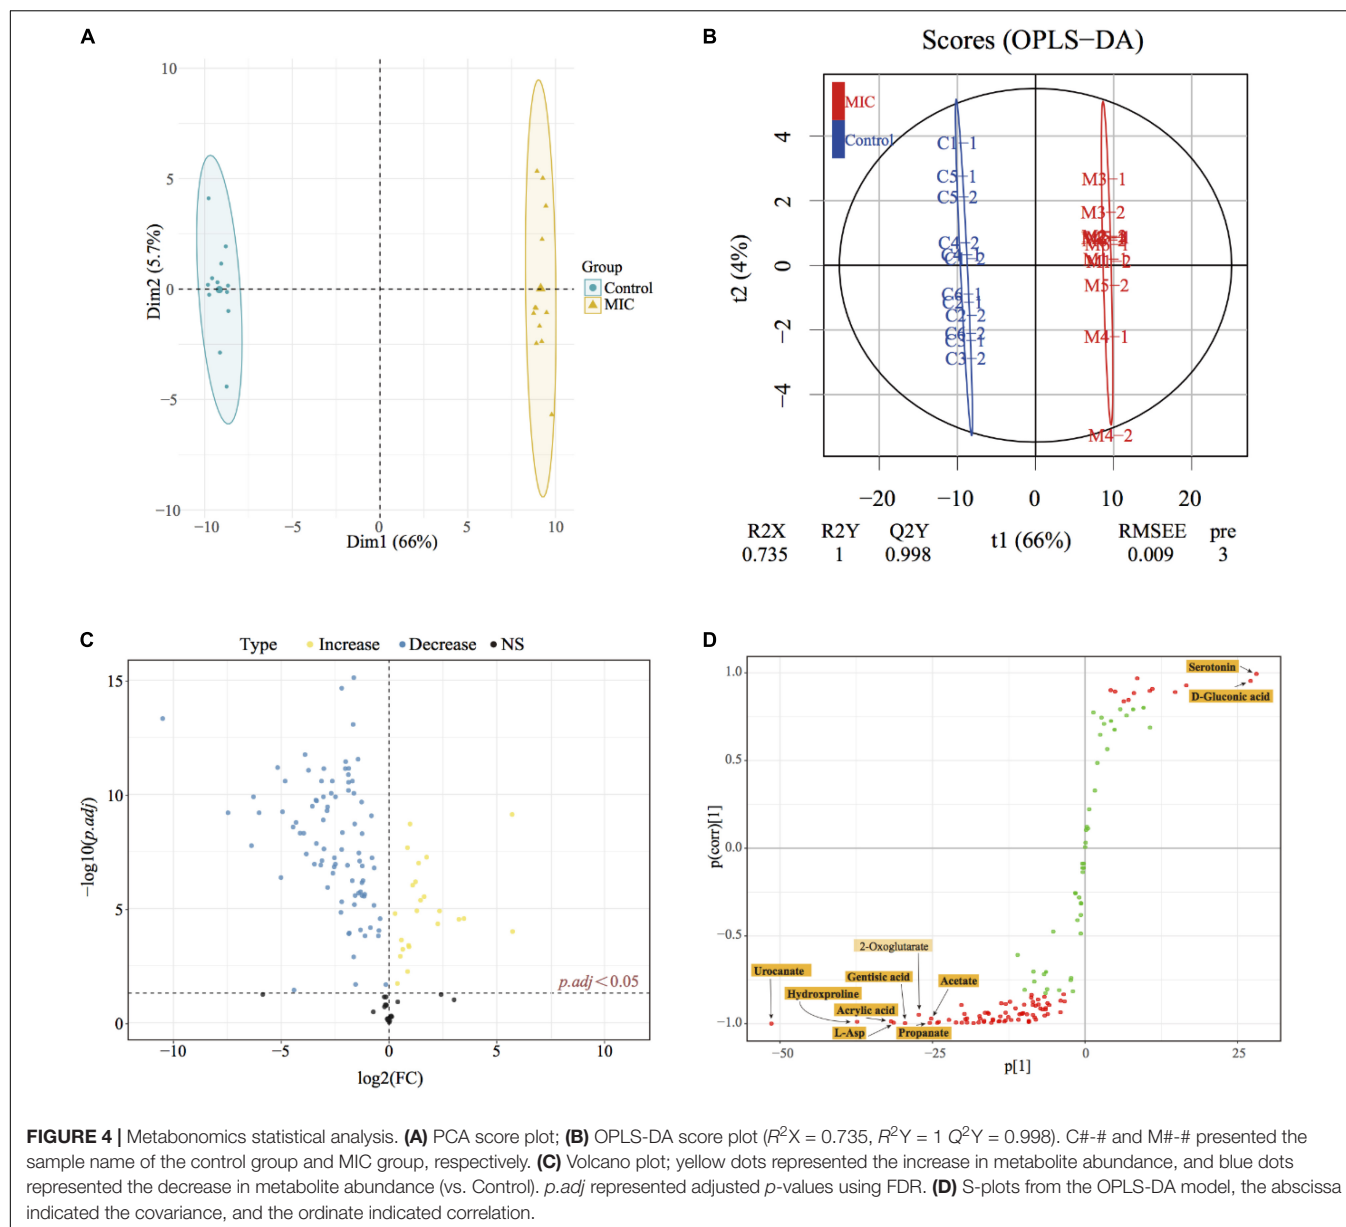 A
10
5
0
−5
−10
−10
−5
0
5
10
Dim2 (5.7%)
Dim1 (66%)
Group
Control
MIC
B
Scores (OPLS−DA)
MIC
Control
C1−1
C5−1
C5−2
C4−2
C6−1
C2−2
C3−2
M3−1
M3−2
M5−2
M4−1
M4−2
4
2
0
−2
−4
t2 (4%)
−20
−10
0
10
20
t1 (66%)
R2X R2Y Q2Y RMSEE pre
0.735 1 0.998 0.009 3
C
Type Increase Decrease NS
15
10
5
0
−log10(p.adj)
p.adj<0.05
−10
−5
0
5
10
log2(FC)
D
1.0
0.5
0.0
−0.5
−1.0
p(corr)[1]
Serotonin
D-Gluconic acid
2-Oxoglutarate
Urocanate
Gentisic acid
Acetate
Hydroxproline
Acrylic acid
L-Asp
Propanate
−50
−25
0
25
p[1]
FIGURE 4 | Metabonomics statistical analysis. (A) PCA score plot; (B) OPLS-DA score plot (R²X = 0.735, R²Y = 1 Q²Y = 0.998). C#-# and M#-# presented the
sample name of the control group and MIC group, respectively. (C) Volcano plot; yellow dots represented the increase in metabolite abundance, and blue dots
represented the decrease in metabolite abundance (vs. Control). p.adj represented adjusted p-values using FDR. (D) S-plots from the OPLS-DA model, the abscissa
indicated the covariance, and the ordinate indicated correlation.